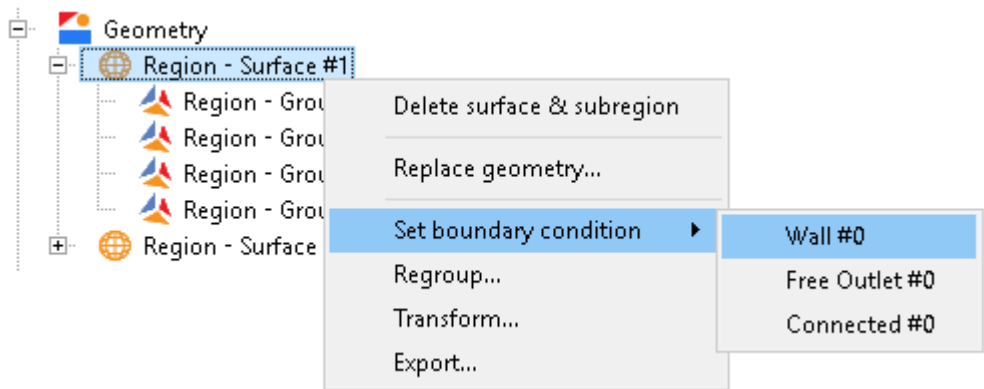 Geometry
Region - Surface #1
Region - Grou
Region - Grou
Region - Grou
Region - Grou
Region - Surface
Delete surface & subregion
Replace geometry...
Set boundary condition
Regroup...
Transform...
Export...
Wall #0
Free Outlet #0
Connected #0